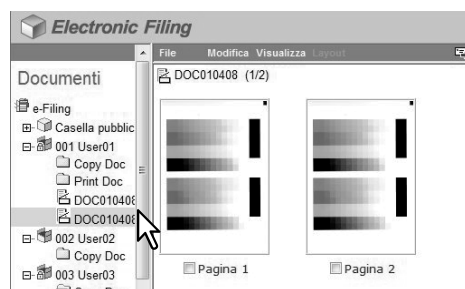 Electronic Filing
File Modifica Visualizza Layout
Documenti
e-Filing
Casella pubblic
001 User01
Copy Doc
Print Doc
DOC010408
DOC010408
002 User02
Copy Doc
003 User03
DOC010408 (1/2)
Pagina 1
Pagina 2